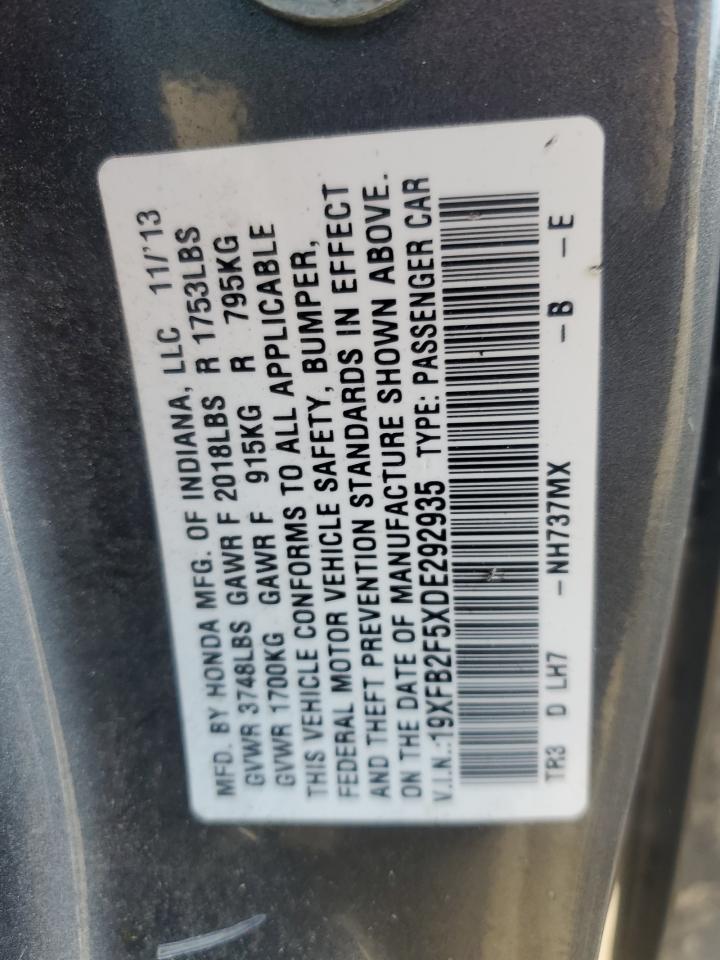 MFD. BY HONDA MFG. OF INDIANA, LLC 11/'13
GVWR 3748LBS GAWR F 2018LBS R 1753LBS
GVWR 1700KG GAWR F 915KG R 795KG
THIS VEHICLE CONFORMS TO ALL APPLICABLE
FEDERAL MOTOR VEHICLE SAFETY, BUMPER,
AND THEFT PREVENTION STANDARDS IN EFFECT
ON THE DATE OF MANUFACTURE SHOWN ABOVE.
V.I.N.:19XFB2F5XDE292935 TYPE: PASSENGER CAR
TR3 D LH7 -NH737MX -B -E